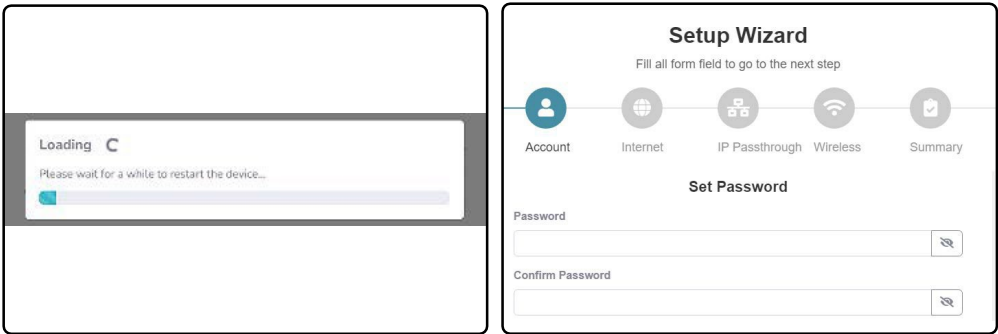 Loading
Please wait for a while to restart the device...
Setup Wizard
Fill all form field to go to the next step
Account Internet IP Passthrough Wireless Summary
Set Password
Password
Confirm Password